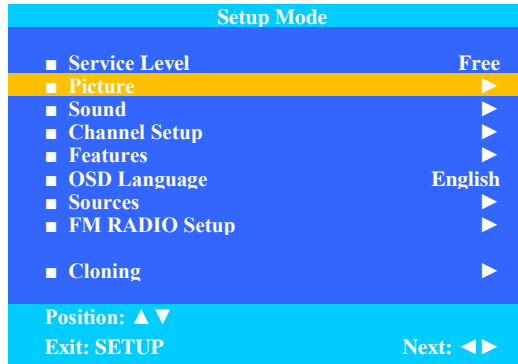 Setup Mode
■ Service Level Free
■ Picture ►
■ Sound ►
■ Channel Setup ►
■ Features ►
■ OSD Language English
■ Sources ►
■ FM RADIO Setup ►
■ Cloning ►
Position: ▲▼
Exit: SETUP Next: ◄►